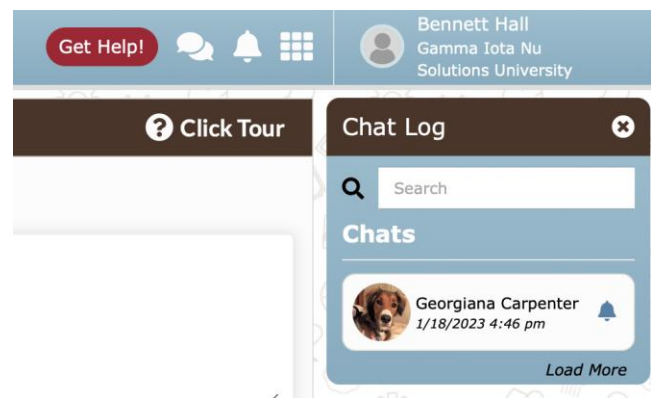 Get Help!
Bennett Hall
Gamma Iota Nu
Solutions University
? Click Tour
Chat Log
Search
Chats
Georgiana Carpenter
1/18/2023 4:46 pm
Load More